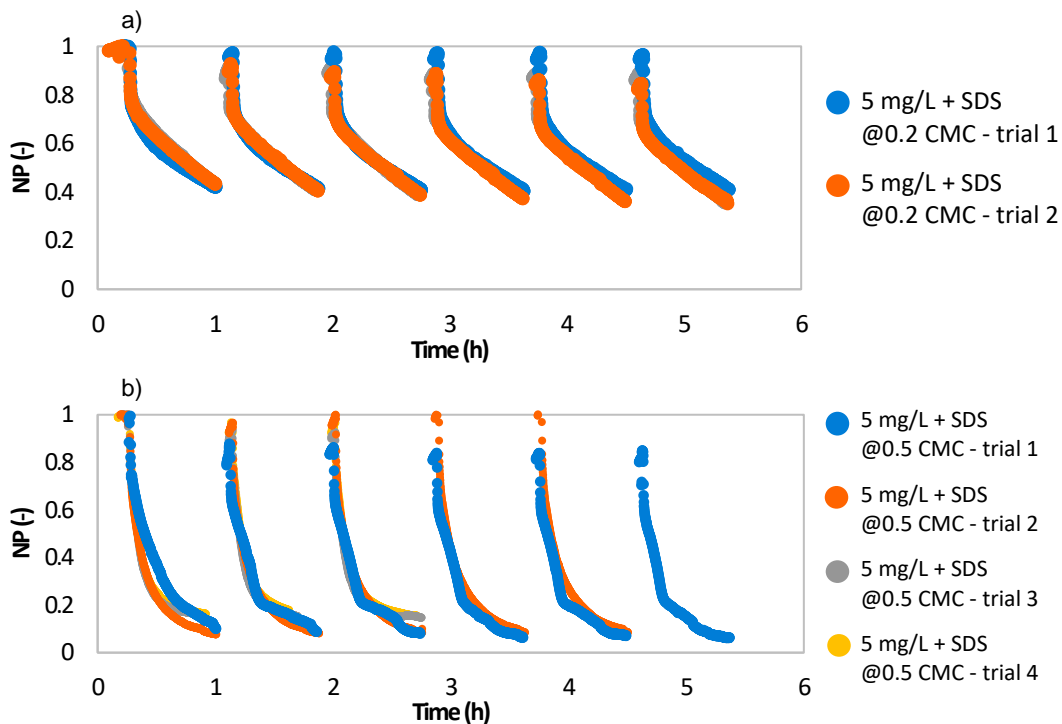 a)
1
0.8
0.6
0.4
0.2
0
NP (-)
0
1
2
3
4
5
6
Time (h)
5 mg/L + SDS
@0.2 CMC - trial 1
5 mg/L + SDS
@0.2 CMC - trial 2
b)
1
0.8
0.6
0.4
0.2
0
NP (-)
0
1
2
3
4
5
6
Time (h)
5 mg/L + SDS
@0.5 CMC - trial 1
5 mg/L + SDS
@0.5 CMC - trial 2
5 mg/L + SDS
@0.5 CMC - trial 3
5 mg/L + SDS
@0.5 CMC - trial 4